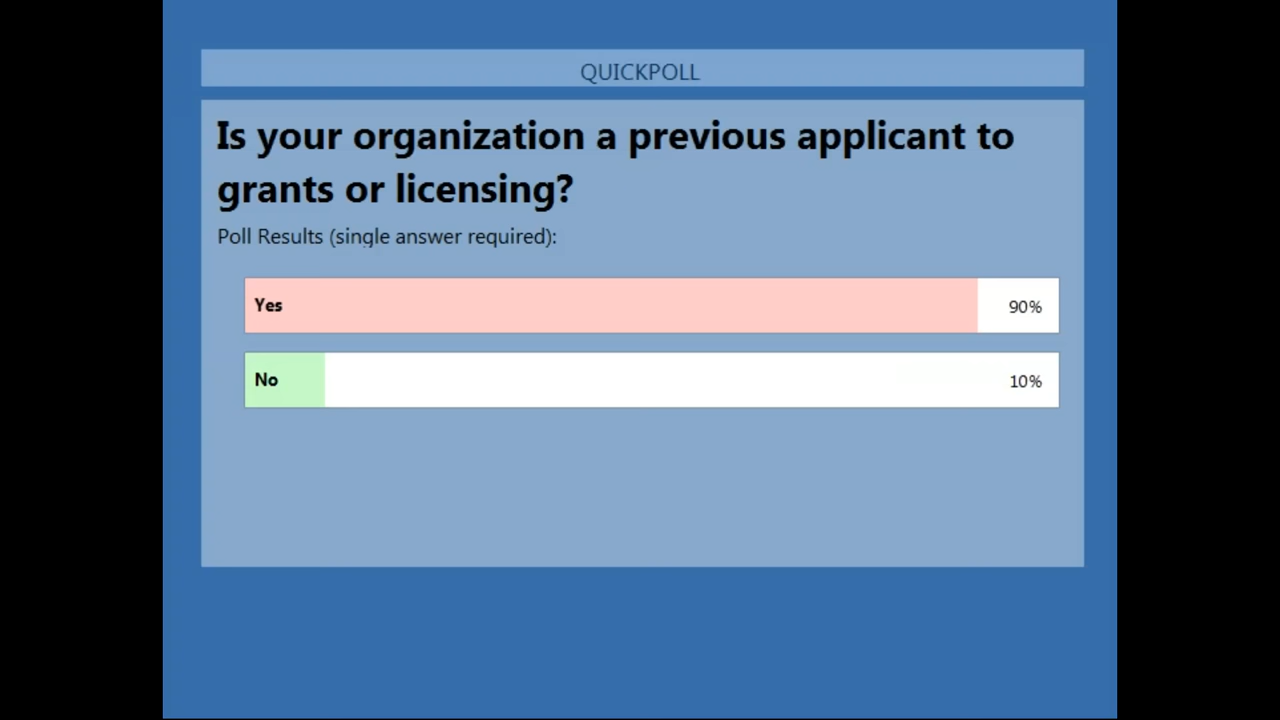 QUICKPOLL
Is your organization a previous applicant to
grants or licensing?
Poll Results (single answer required):
Yes 90%
No 10%